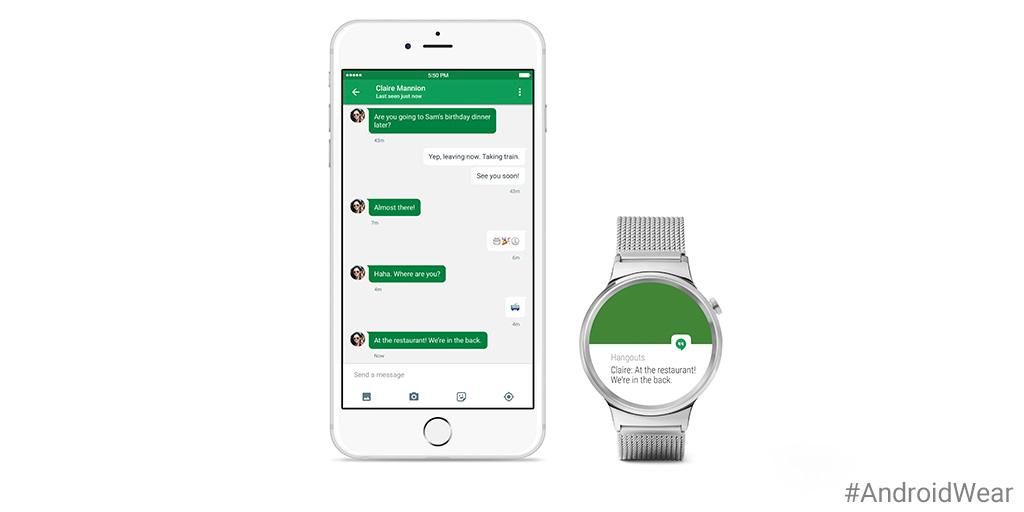 5:50 PM
Claire Mannion
Last seen just now
Are you going to Sam's birthday dinner
later?
43m
Yep, leaving now. Taking train.
See you soon!
43m
Almost there!
7m
6m
Haha. Where are you?
4m
4m
At the restaurant! We're in the back.
Now
Send a message
Hangouts
Claire: At the restaurant!
We're in the back.
#AndroidWear